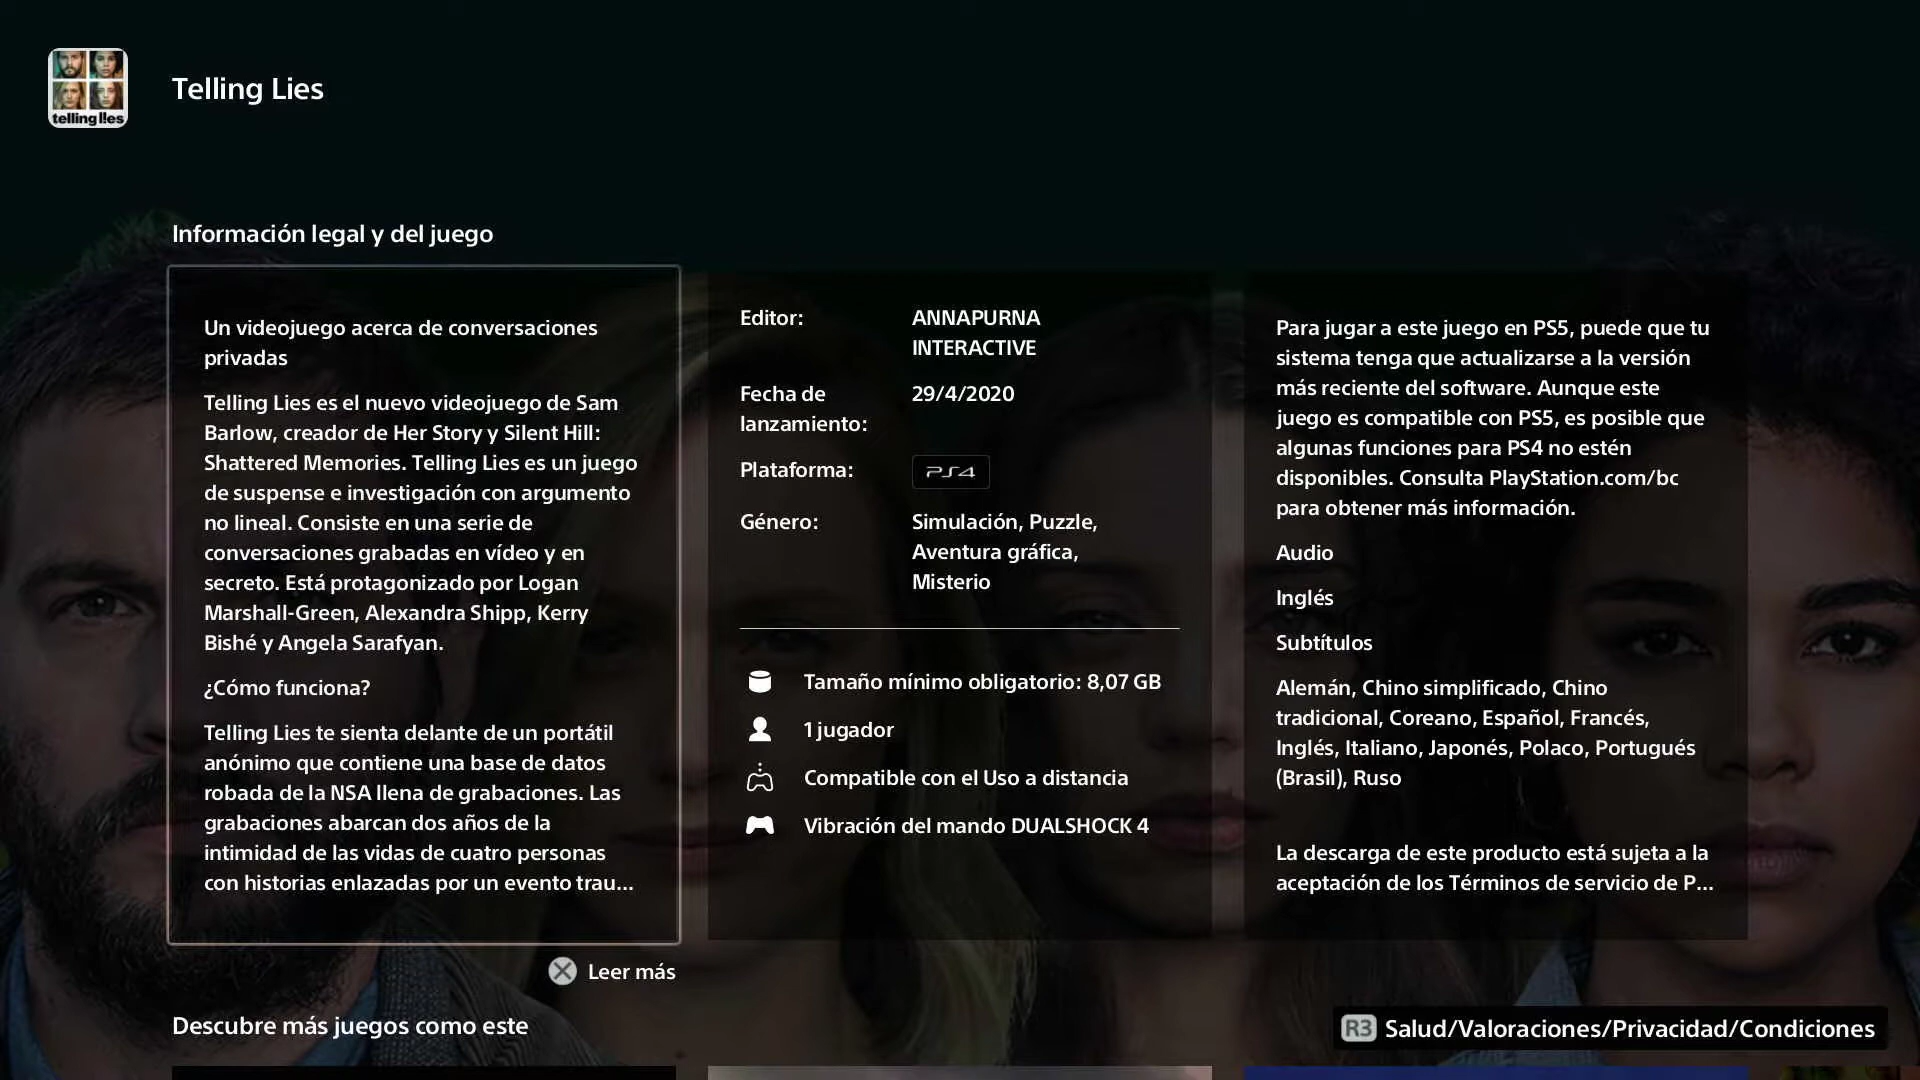 telling l!es
Telling Lies
Información legal y del juego
Un videojuego acerca de conversaciones
privadas
Telling Lies es el nuevo videojuego de Sam
Barlow, creador de Her Story y Silent Hill:
Shattered Memories. Telling Lies es un juego
de suspense e investigación con argumento
no lineal. Consiste en una serie de
conversaciones grabadas en vídeo y en
secreto. Está protagonizado por Logan
Marshall-Green, Alexandra Shipp, Kerry
Bishé y Angela Sarafyan.
¿Cómo funciona?
Telling Lies te sienta delante de un portátil
anónimo que contiene una base de datos
robada de la NSA llena de grabaciones. Las
grabaciones abarcan dos años de la
intimidad de las vidas de cuatro personas
con historias enlazadas por un evento trau...
Leer más
Editor: ANNAPURNA
INTERACTIVE
Fecha de 29/4/2020
lanzamiento:
Plataforma: PS4
Género: Simulación, Puzzle,
Aventura gráfica,
Misterio
Tamaño mínimo obligatorio: 8,07 GB
1 jugador
Compatible con el Uso a distancia
Vibración del mando DUALSHOCK 4
Para jugar a este juego en PS5, puede que tu
sistema tenga que actualizarse a la versión
más reciente del software. Aunque este
juego es compatible con PS5, es posible que
algunas funciones para PS4 no estén
disponibles. Consulta PlayStation.com/bc
para obtener más información.
Audio
Inglés
Subtítulos
Alemán, Chino simplificado, Chino
tradicional, Coreano, Español, Francés,
Inglés, Italiano, Japonés, Polaco, Portugués
(Brasil), Ruso
La descarga de este producto está sujeta a la
aceptación de los Términos de servicio de P...
Descubre más juegos como este
R3 Salud/Valoraciones/Privacidad/Condiciones